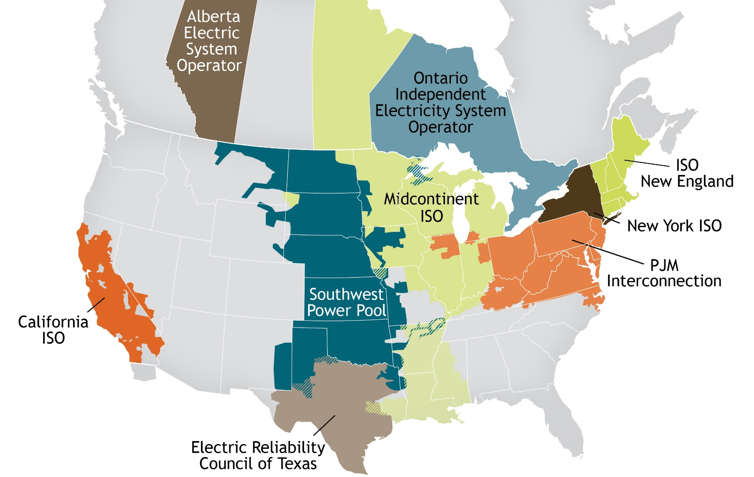 Alberta
Electric
System
Operator
Ontario
Independent
Electricity System
Operator
ISO
New England
Midcontinent
ISO
New York ISO
PJM
Interconnection
Southwest
Power Pool
California
ISO
Electric Reliability
Council of Texas